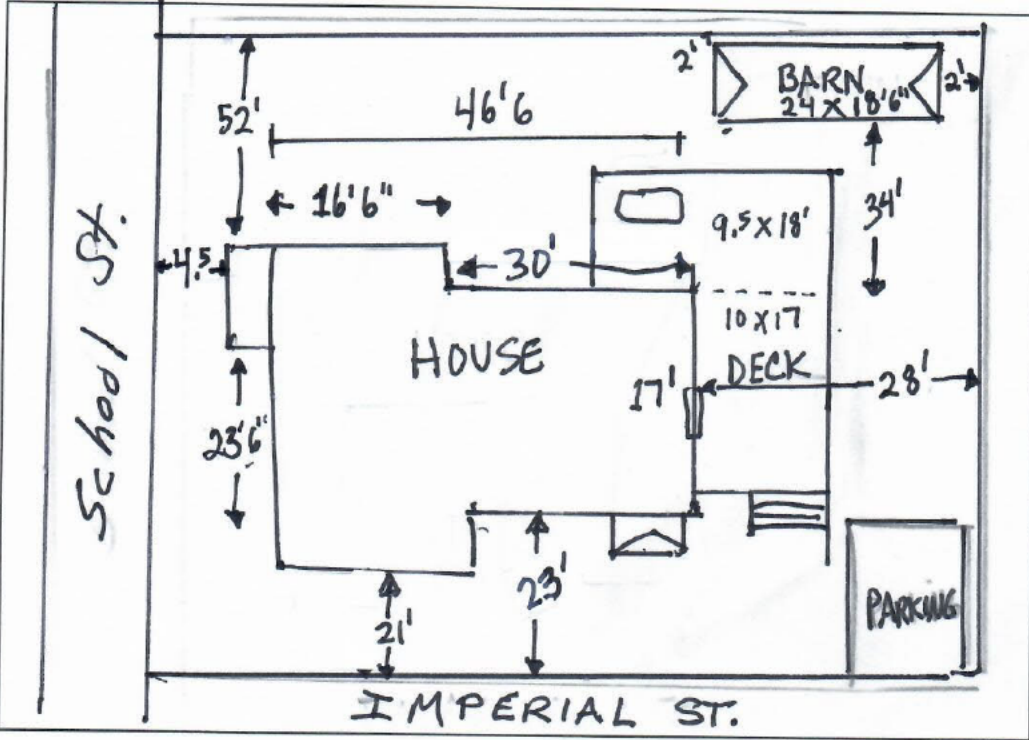 School St.
52'
46'6
2'
BARN
24 X 18'6"
2'
16'6"
9.5 X 18'
34'
4.5
30'
10 X 17
HOUSE
DECK
17'
28'
23'6"
23'
21'
PARKING
IMPERIAL ST.